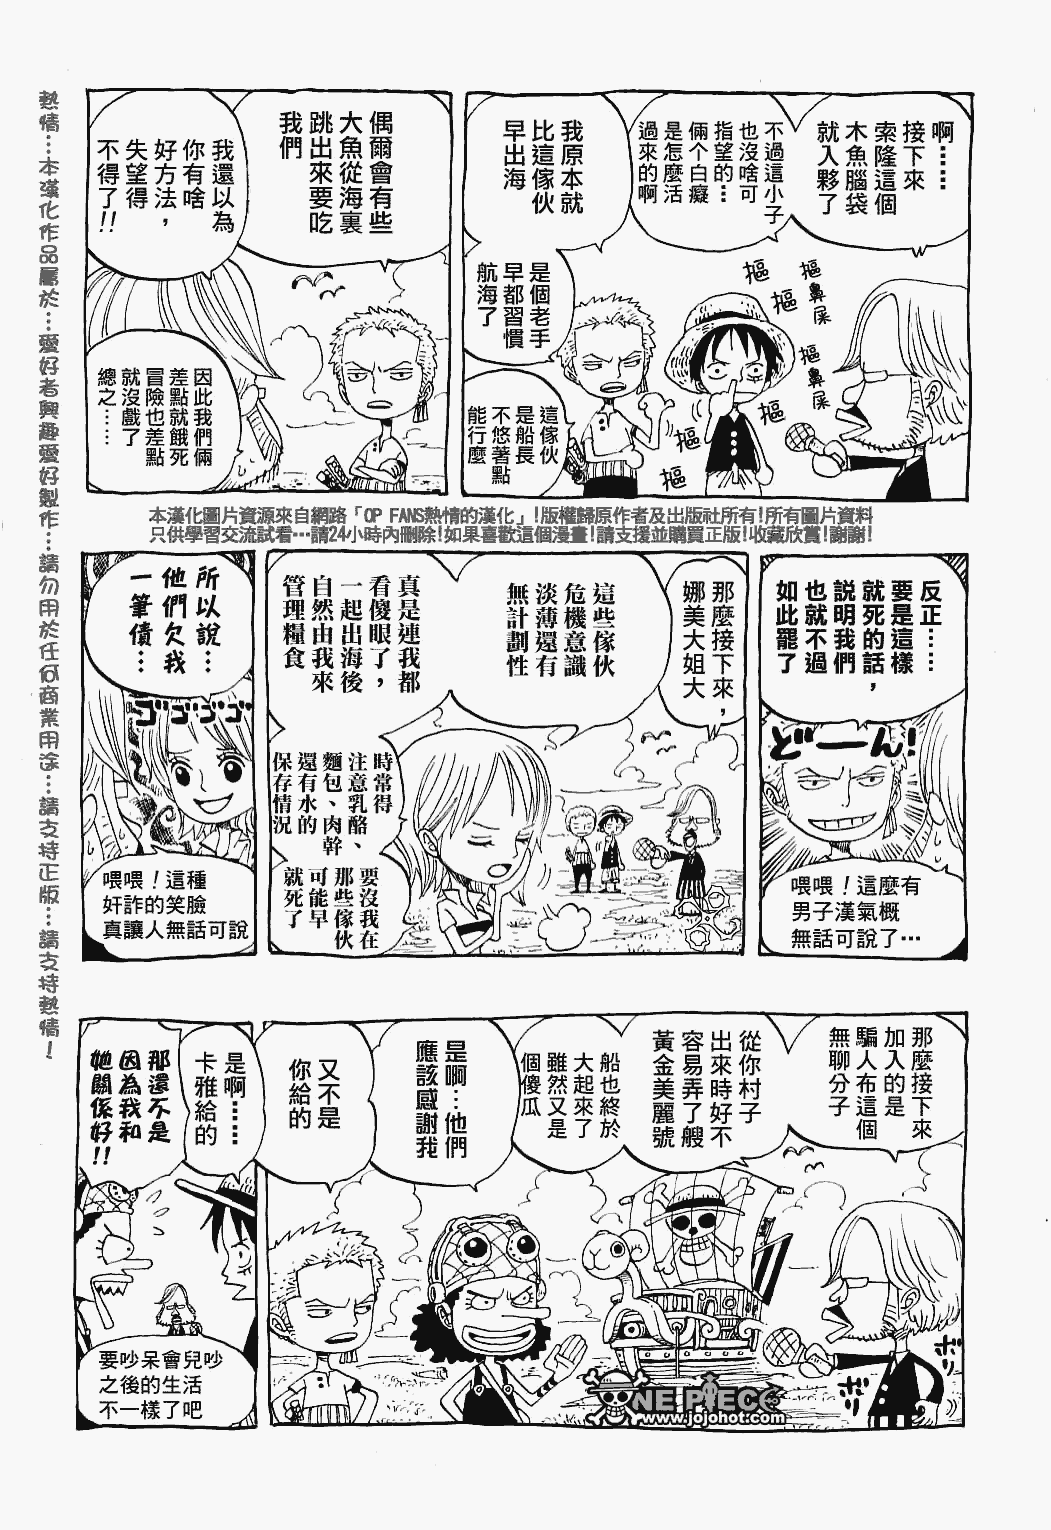 啊……
接下來
索隆這個
木魚腦袋
就入夥了
不過這小子
也沒啥可
指望的…
倆個白癡
是怎麼活
過來的啊
我原本就
比這傢伙
早出海
是個老手
早都習慣
航海了
這傢伙
是船長
不悠著點
能行麼
摳
鼻
屎
摳
摳
摳
鼻
屎
摳
摳
摳
偶爾會有些
大魚從海裏
跳出來要吃
我們
我還以為
你有啥
好方法，
失望得
不得了!!
因此我們倆
差點就餓死
冒險也差點
就沒戲了
總之……
本漢化圖片資源來自網路「OP FANS熱情的漢化」!版權歸原作者及出版社所有!所有圖片資料
只供學習交流試看…請24小時內刪除!如果喜歡這個漫畫!請支援並購買正版!收藏欣賞!謝謝!
反正……
要是這樣
就死的話，
說明我們
也就不過
如此罷了
どーん!
喂喂！這麼有
男子漢氣概
無話可說了…
那麼接下來，
娜美大姐大
這些傢伙
危機意識
淡薄還有
無計劃性
真是連我都
看傻眼了，
一起出海後
自然由我來
管理糧食
時常得
注意乳酪、
麵包、肉幹
還有水的
保存情況
要沒我在
那些傢伙
可能早
就死了
所以說…
他們欠我
一筆債…
ゴゴゴゴゴ
喂喂！這種
奸詐的笑臉
真讓人無話可說
那麼接下來
加入的是
騙人布這個
無聊分子
從你村子
出來時好不
容易弄了艘
黃金美麗號
船也終於
大起來了
雖然又是
個傻瓜
是啊…他們
應該感謝我
又不是
你給的
ボリ
ボリ
ONE PIECE
www.jojohot.com
是啊……
卡雅給的
那還不是
因為我和
她關係好!!
要吵呆會兒吵
之後的生活
不一樣了吧
熱情…本漢化作品屬於…愛好者興趣愛好製作…請勿用於任何商業用途…請支持正版…請支持熱情！